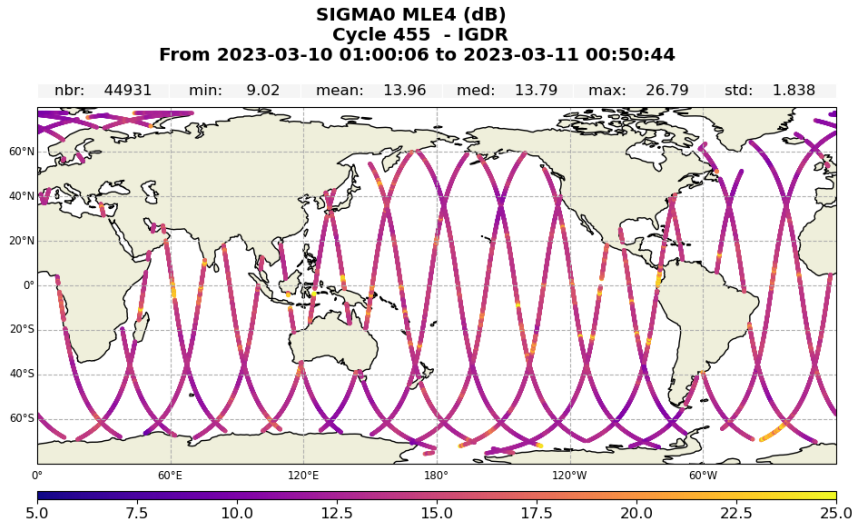 SIGMA0 MLE4 (dB)
Cycle 455 - IGDR
From 2023-03-10 01:00:06 to 2023-03-11 00:50:44
nbr: 44931 min: 9.02 mean: 13.96 med: 13.79 max: 26.79 std: 1.838
60°N
40°N
20°N
0°
20°S
40°S
60°S
0° 60°E 120°E 180° 120°W 60°W
5.0 7.5 10.0 12.5 15.0 17.5 20.0 22.5 25.0